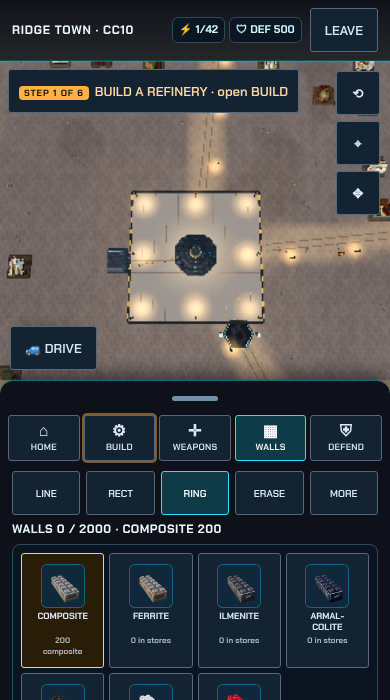 RIDGE TOWN · CC10
⚡ 1/42
🛡 DEF 500
LEAVE
STEP 1 OF 6 BUILD A REFINERY · open BUILD
🚙 DRIVE
HOME
BUILD
WEAPONS
WALLS
DEFEND
LINE
RECT
RING
ERASE
MORE
WALLS 0 / 2000 · COMPOSITE 200
COMPOSITE
200
composite
FERRITE
0 in stores
ILMENITE
0 in stores
ARMAL-
COLITE
0 in stores